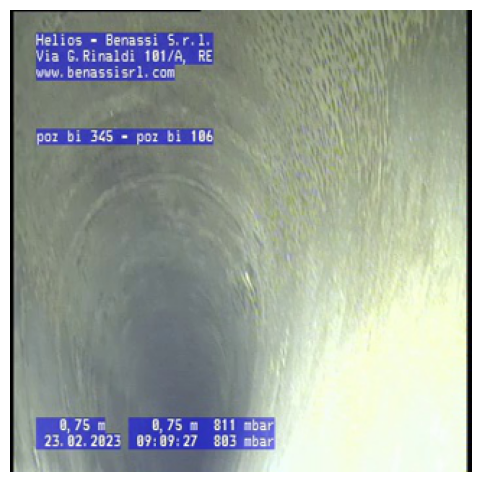 Helios - Benassi S.r.l.
Via G.Rinaldi 101/A, RE
www.benassisrl.com
poz bi 345 - poz bi 106
0,75 m 0,75 m 811 mbar
23.02.2023 09:09:27 803 mbar